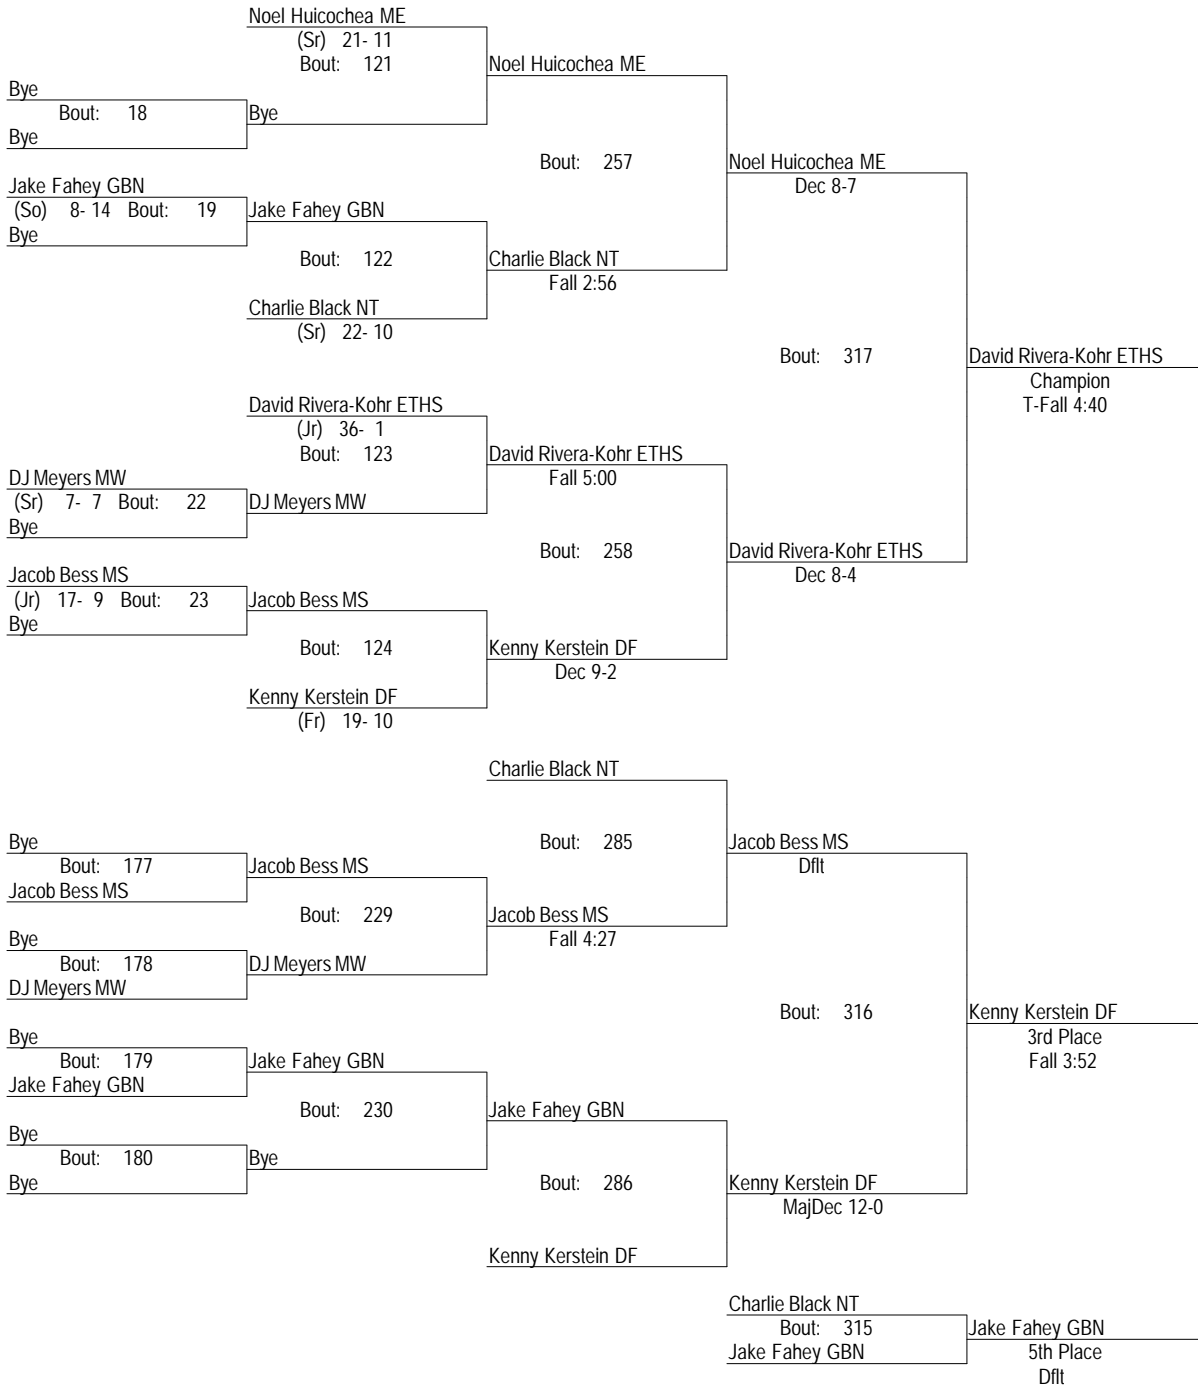 Noel Huicochea ME
(Sr) 21- 11
Bout: 121
Noel Huicochea ME
Bye
Bout: 18
Bye
Bye
Bout: 257
Noel Huicochea ME
Dec 8-7
Jake Fahey GBN
(So) 8- 14 Bout: 19
Jake Fahey GBN
Bye
Bout: 122
Charlie Black NT
Fall 2:56
Charlie Black NT
(Sr) 22- 10
Bout: 317
David Rivera-Kohr ETHS
Champion
T-Fall 4:40
David Rivera-Kohr ETHS
(Jr) 36- 1
Bout: 123
David Rivera-Kohr ETHS
Fall 5:00
DJ Meyers MW
(Sr) 7- 7 Bout: 22
DJ Meyers MW
Bye
Bout: 258
David Rivera-Kohr ETHS
Dec 8-4
Jacob Bess MS
(Jr) 17- 9 Bout: 23
Jacob Bess MS
Bye
Bout: 124
Kenny Kerstein DF
Dec 9-2
Kenny Kerstein DF
(Fr) 19- 10
Charlie Black NT
Bout: 285
Jacob Bess MS
Dflt
Bye
Bout: 177
Jacob Bess MS
Jacob Bess MS
Bout: 229
Jacob Bess MS
Fall 4:27
Bye
Bout: 178
DJ Meyers MW
DJ Meyers MW
Bout: 316
Kenny Kerstein DF
3rd Place
Fall 3:52
Bye
Bout: 179
Jake Fahey GBN
Jake Fahey GBN
Bout: 230
Jake Fahey GBN
Bye
Bout: 180
Bye
Bye
Bout: 286
Kenny Kerstein DF
MajDec 12-0
Kenny Kerstein DF
Charlie Black NT
Bout: 315
Jake Fahey GBN
Jake Fahey GBN
5th Place
Dflt